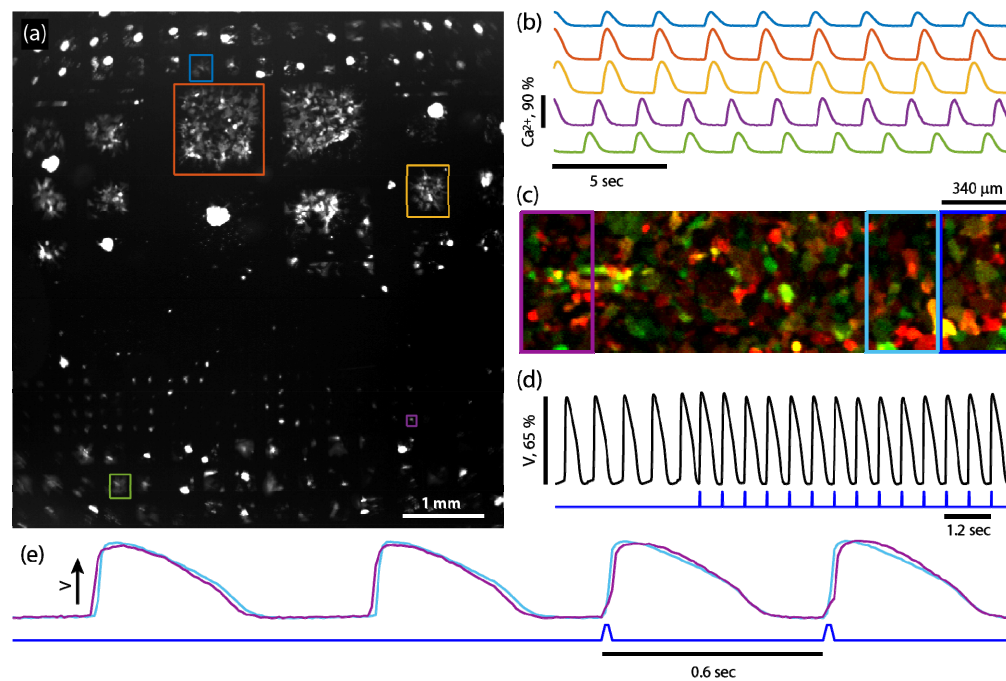 (a)
1 mm
(b)
Ca²⁺, 90 %
5 sec
(c)
340 µm
(d)
V, 65 %
1.2 sec
(e)
V
0.6 sec